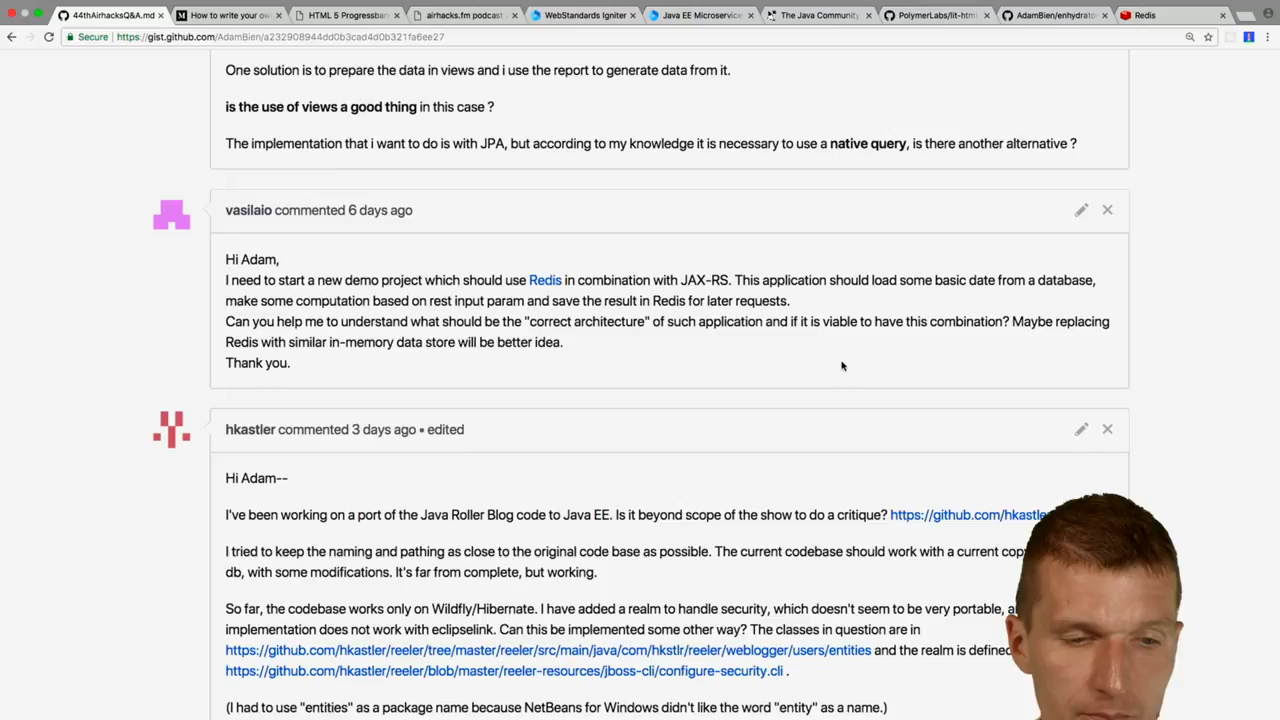 44thAirhacksQ&A.md
How to write your own
HTML 5 Progressbar
airhacks.fm podcast
WebStandards Igniter
Java EE Microservice
The Java Community
PolymerLabs/lit-html
AdamBien/enhydrator
Redis
Secure
https://gist.github.com/AdamBien/a232908944dd0b3cad4d0b321fa6ee27
One solution is to prepare the data in views and i use the report to generate data from it.
is the use of views a good thing in this case ?
The implementation that i want to do is with JPA, but according to my knowledge it is necessary to use a native query, is there another alternative ?
vasilaio commented 6 days ago
Hi Adam,
I need to start a new demo project which should use Redis in combination with JAX-RS. This application should load some basic date from a database,
make some computation based on rest input param and save the result in Redis for later requests.
Can you help me to understand what should be the "correct architecture" of such application and if it is viable to have this combination? Maybe replacing
Redis with similar in-memory data store will be better idea.
Thank you.
hkastler commented 3 days ago • edited
Hi Adam--
I've been working on a port of the Java Roller Blog code to Java EE. Is it beyond scope of the show to do a critique? https://github.com/hkastle
I tried to keep the naming and pathing as close to the original code base as possible. The current codebase should work with a current
db, with some modifications. It's far from complete, but working.
So far, the codebase works only on Wildfly/Hibernate. I have added a realm to handle security, which doesn't seem to be very portable,
implementation does not work with eclipselink. Can this be implemented some other way? The classes in question are in
https://github.com/hkastler/reeler/tree/master/reeler/src/main/java/com/hkstlr/reeler/weblogger/users/entities and the realm is defined
https://github.com/hkastler/reeler/blob/master/reeler-resources/jboss-cli/configure-security.cli .
(I had to use "entities" as a package name because NetBeans for Windows didn't like the word "entity" as a name.)